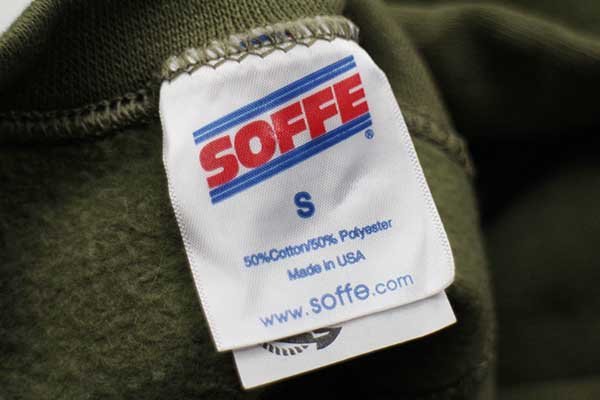 SOFFE®
S
50%Cotton/50% Polyester
Made in USA
www.soffe.com